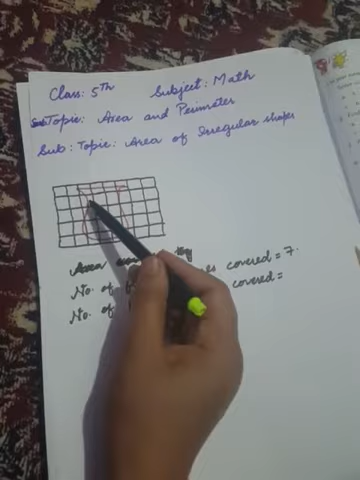 Class: 5th Subject: Math
Topic: Area and Perimeter
Sub: Topic: Area of Irregular shapes
Area
No. of covered = 7.
No. of covered =